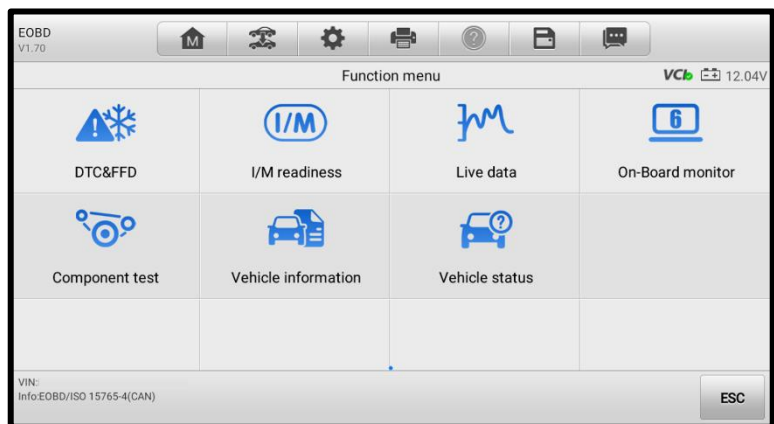 EOBD
V1.70
M
?
Function menu
VCI 12.04V
DTC&FFD
I/M
I/M readiness
Live data
6
On-Board monitor
Component test
Vehicle information
?
Vehicle status
VIN:
Info:EOBD/ISO 15765-4(CAN)
ESC